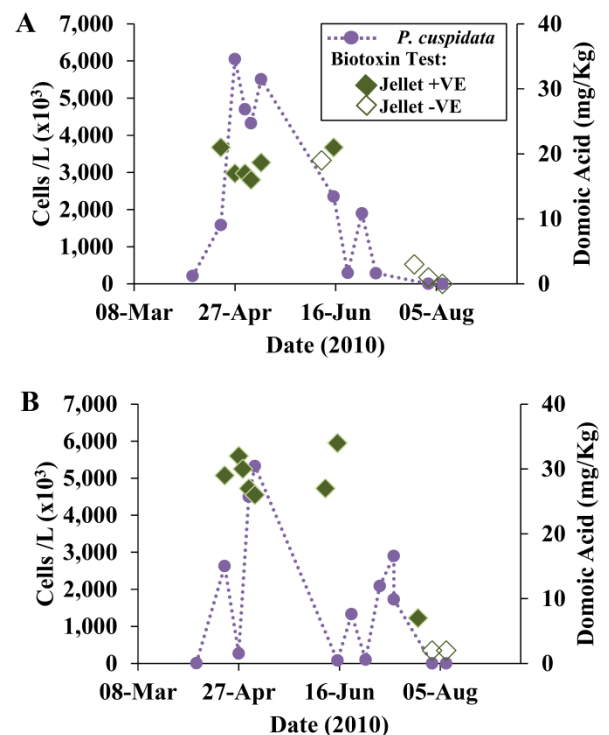 A
7,000
6,000
5,000
4,000
3,000
2,000
1,000
0
Cells /L (x10³)
40
30
20
10
0
Domoic Acid (mg/Kg)
P. cuspidata
Biotoxin Test:
Jellet +VE
Jellet -VE
08-Mar 27-Apr 16-Jun 05-Aug
Date (2010)
B
7,000
6,000
5,000
4,000
3,000
2,000
1,000
0
Cells /L (x10³)
40
30
20
10
0
Domoic Acid (mg/Kg)
08-Mar 27-Apr 16-Jun 05-Aug
Date (2010)